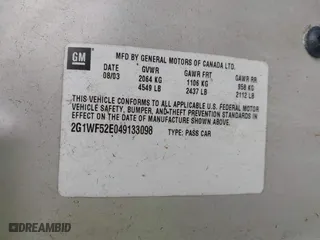 GM
MFD BY GENERAL MOTORS OF CANADA LTD.
DATE GVWR GAWR FRT GAWR RR
08/03 2064 KG 1106 KG 958 KG
4549 LB 2437 LB 2112 LB
THIS VEHICLE CONFORMS TO ALL APPLICABLE U.S. FEDERAL MOTOR
VEHICLE SAFETY, BUMPER, AND THEFT PREVENTION STANDARDS IN
EFFECT ON THE DATE OF MANUFACTURE SHOWN ABOVE.
2G1WF52E049133098 TYPE: PASS CAR
AutoBidMaster.com